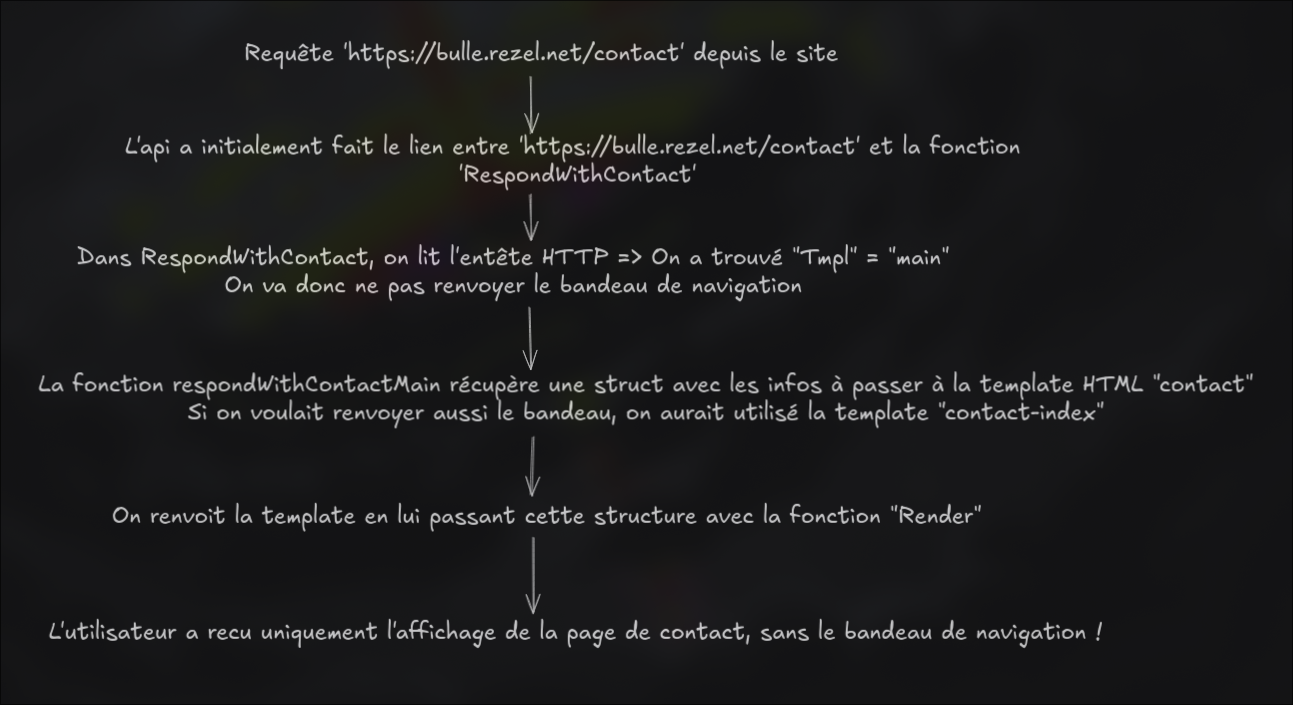 Requête 'https://bulle.rezel.net/contact' depuis le site
L'api a initialement fait le lien entre 'https://bulle.rezel.net/contact' et la fonction
'RespondWithContact'
Dans RespondWithContact, on lit l'entête HTTP => On a trouvé "Tmpl" = "main"
On va donc ne pas renvoyer le bandeau de navigation
La fonction respondWithContactMain récupère une struct avec les infos à passer à la template HTML "contact"
Si on voulait renvoyer aussi le bandeau, on aurait utilisé la template "contact-index"
On renvoit la template en lui passant cette structure avec la fonction "Render"
L'utilisateur a recu uniquement l'affichage de la page de contact, sans le bandeau de navigation !